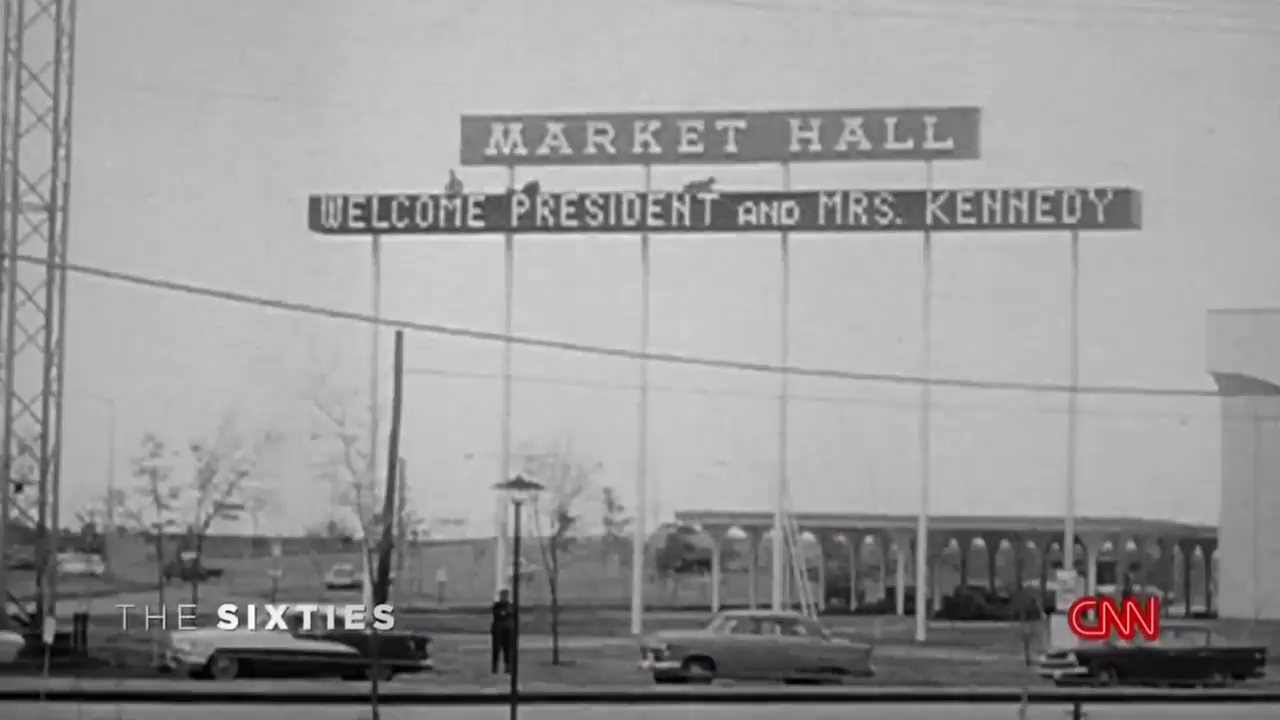 MARKET HALL
WELCOME PRESIDENT AND MRS. KENNEDY
THE SIXTIES
CNN